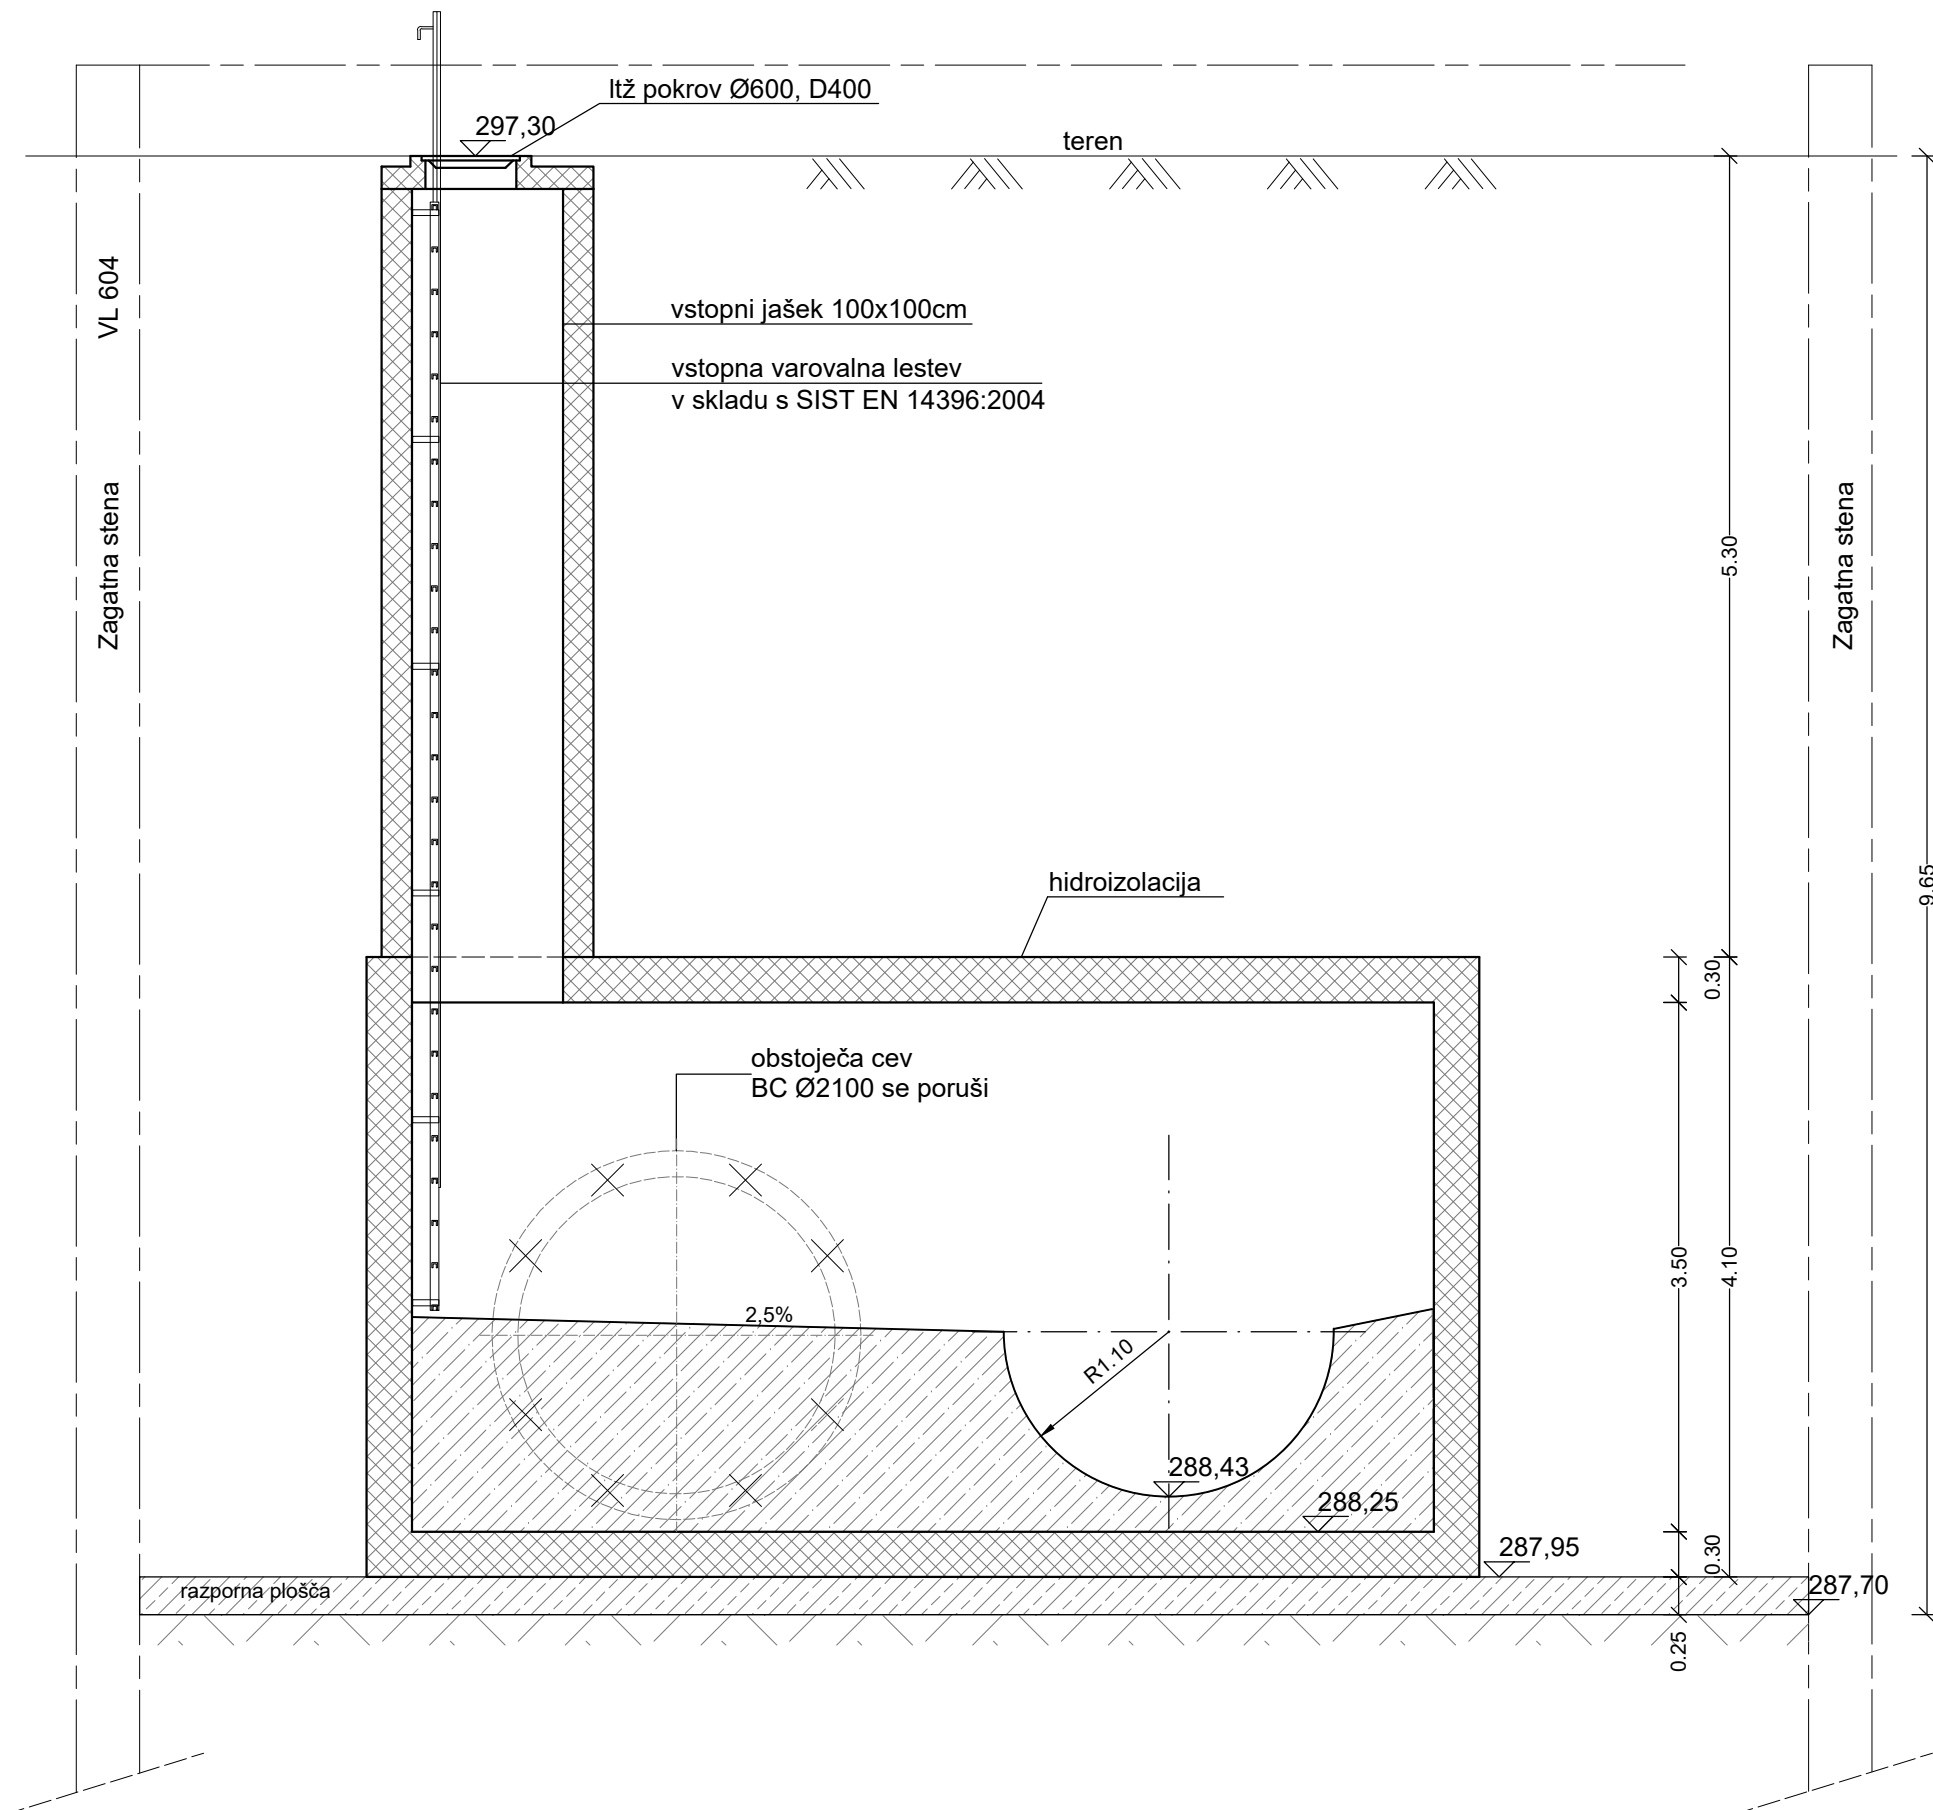 ltž pokrov Ø600, D400
297,30
teren
VL 604
Zagatna stena
vstopni jašek 100x100cm
vstopna varovalna lestev
v skladu s SIST EN 14396:2004
5.30
Zagatna stena
9.65
hidroizolacija
0.30
obstoječa cev
BC Ø2100 se poruši
3.50
4.10
2,5%
R1.10
288,43
288,25
287,95
0.30
razporna plošča
287,70
0.25